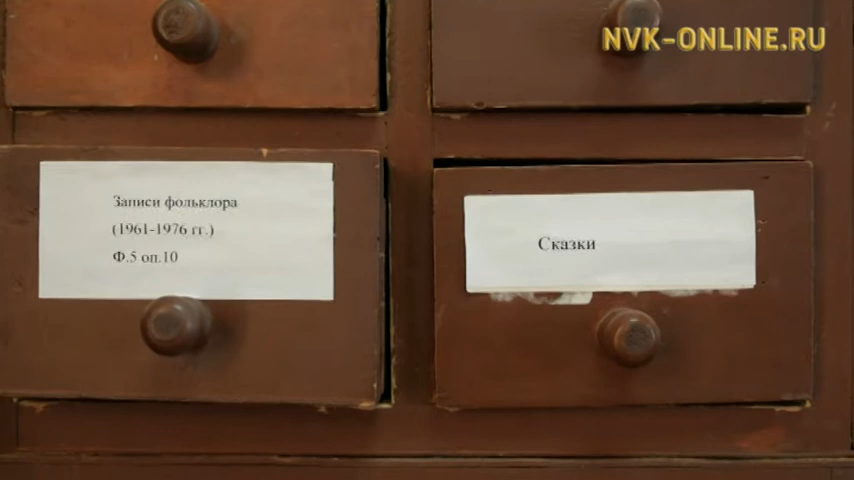 NVK-ONLINE.RU
Записи фольклора
(1961-1976 гг.)
Ф.5 оп.10
Сказки